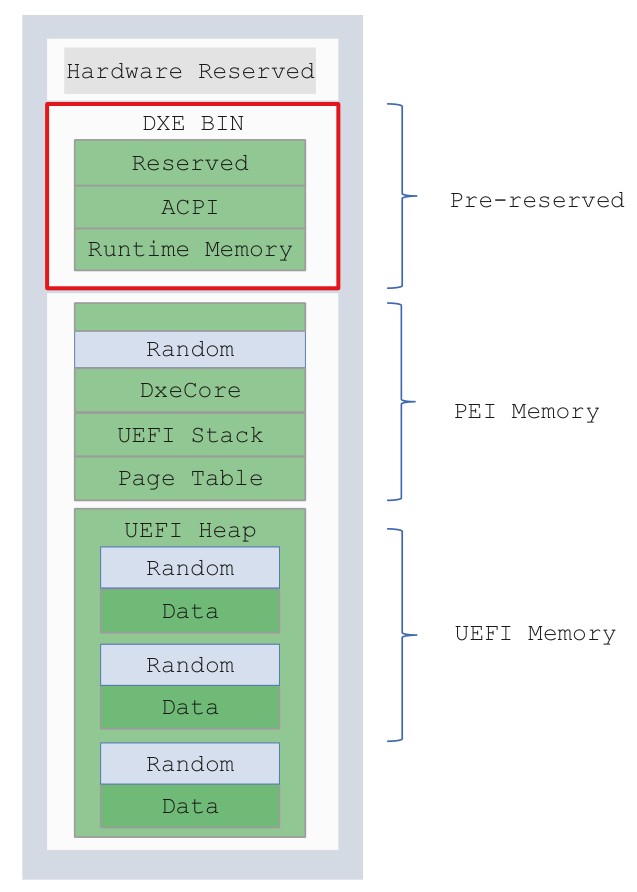 Hardware Reserved
DXE BIN
Reserved
ACPI
Runtime Memory
Pre-reserved
Random
DxeCore
UEFI Stack
Page Table
PEI Memory
UEFI Heap
Random
Data
Random
Data
Random
Data
UEFI Memory